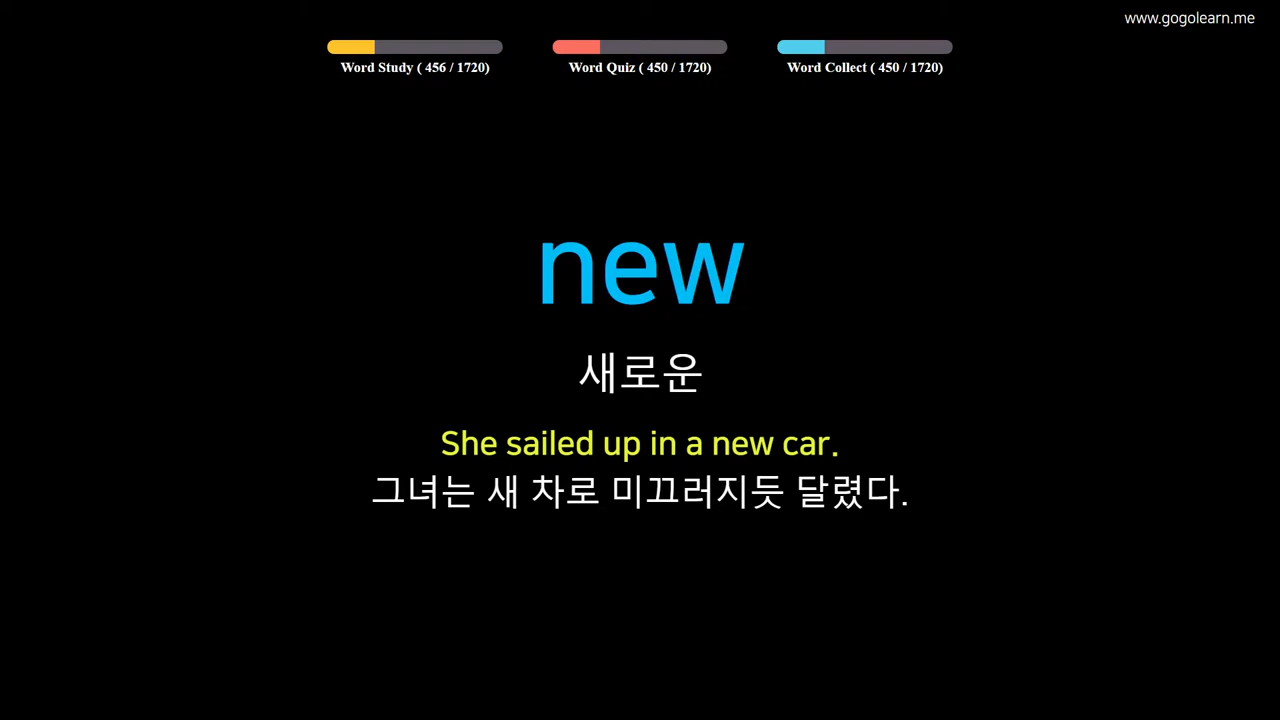 www.gogolearn.me
Word Study ( 456 / 1720)
Word Quiz ( 450 / 1720)
Word Collect ( 450 / 1720)
new
새로운
She sailed up in a new car.
그녀는 새 차로 미끄러지듯 달렸다.